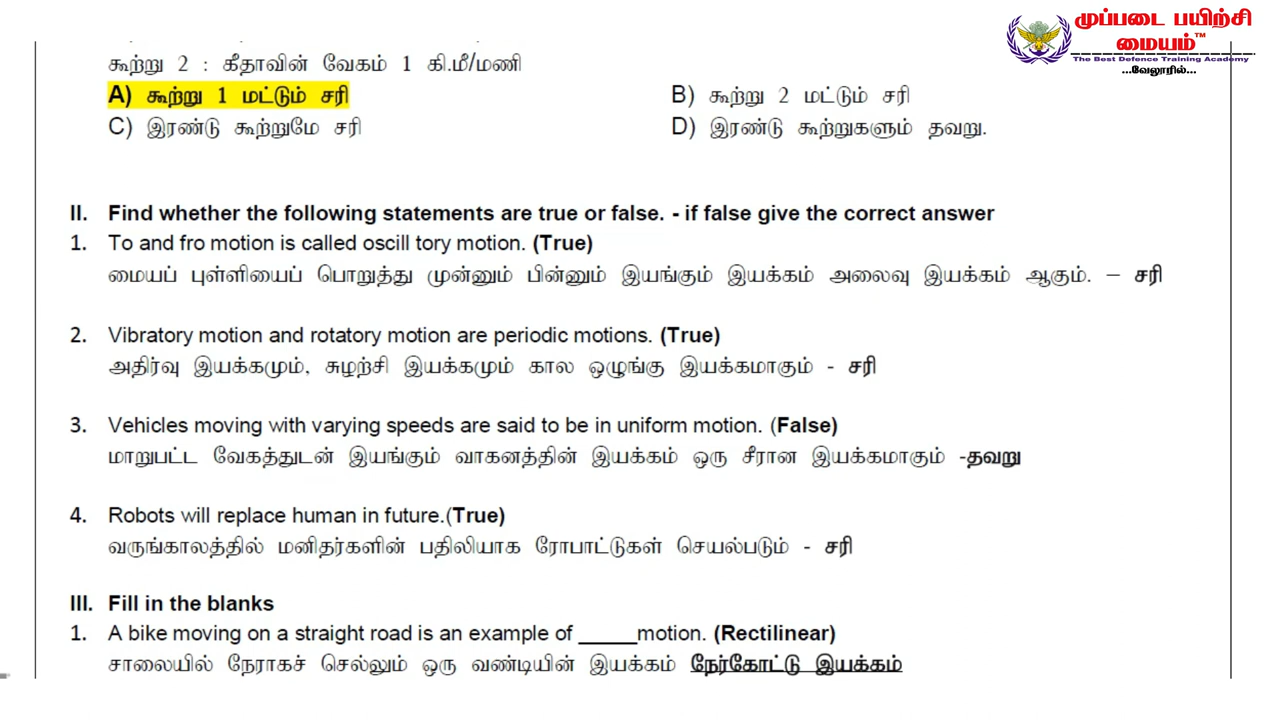 முப்படை பயிற்சி
மையம்™
The Best Defence Training Academy
...வேலூரில்...
கூற்று 2 : கீதாவின் வேகம் 1 கி.மீ/மணி
A) கூற்று 1 மட்டும் சரி
B) கூற்று 2 மட்டும் சரி
C) இரண்டு கூற்றுமே சரி
D) இரண்டு கூற்றுகளும் தவறு.
II. Find whether the following statements are true or false. - if false give the correct answer
1. To and fro motion is called oscill tory motion. (True)
மையப் புள்ளியைப் பொறுத்து முன்னும் பின்னும் இயங்கும் இயக்கம் அலைவு இயக்கம் ஆகும். – சரி
2. Vibratory motion and rotatory motion are periodic motions. (True)
அதிர்வு இயக்கமும், சுழற்சி இயக்கமும் கால ஒழுங்கு இயக்கமாகும் - சரி
3. Vehicles moving with varying speeds are said to be in uniform motion. (False)
மாறுபட்ட வேகத்துடன் இயங்கும் வாகனத்தின் இயக்கம் ஒரு சீரான இயக்கமாகும் -தவறு
4. Robots will replace human in future.(True)
வருங்காலத்தில் மனிதர்களின் பதிலியாக ரோபாட்டுகள் செயல்படும் - சரி
III. Fill in the blanks
1. A bike moving on a straight road is an example of _____motion. (Rectilinear)
சாலையில் நேராகச் செல்லும் ஒரு வண்டியின் இயக்கம் நேர்கோட்டு இயக்கம்